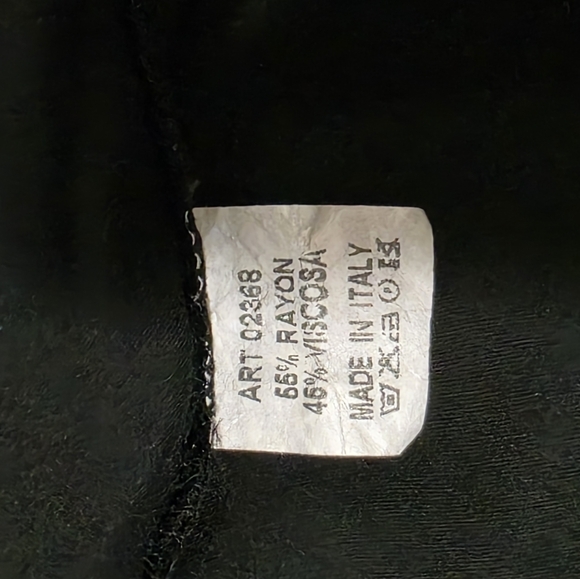 ART 02368
55% RAYON
45% VISCOSA
MADE IN ITALY